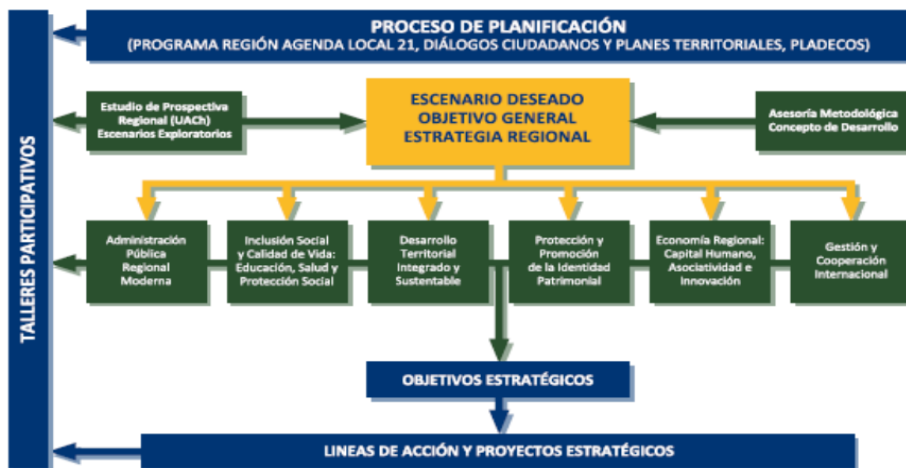 PROCESO DE PLANIFICACIÓN
(PROGRAMA REGIÓN AGENDA LOCAL 21, DIÁLOGOS CIUDADANOS Y PLANES TERRITORIALES, PLADECOS)
TALLERES PARTICIPATIVOS
Estudio de Prospectiva
Regional (UACh)
Escenarios Exploratorios
ESCENARIO DESEADO
OBJETIVO GENERAL
ESTRATEGIA REGIONAL
Asesoría Metodológica
Concepto de Desarrollo
Administración
Pública
Regional
Moderna
Inclusión Social
y Calidad de Vida:
Educación, Salud y
Protección Social
Desarrollo
Territorial
Integrado y
Sustentable
Protección y
Promoción
de la Identidad
Patrimonial
Economía Regional:
Capital Humano,
Asociatividad e
Innovación
Gestión y
Cooperación
Internacional
OBJETIVOS ESTRATÉGICOS
LINEAS DE ACCIÓN Y PROYECTOS ESTRATÉGICOS